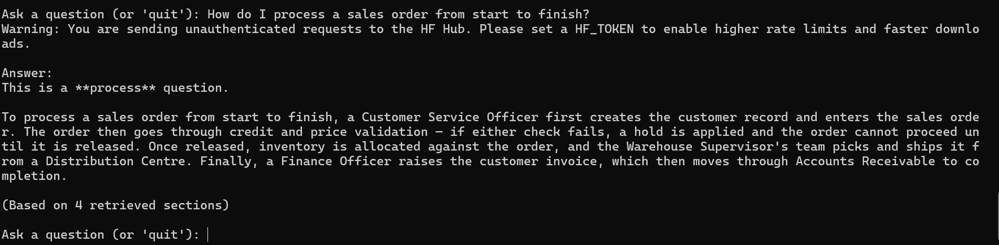 Ask a question (or 'quit'): How do I process a sales order from start to finish?
Warning: You are sending unauthenticated requests to the HF Hub. Please set a HF_TOKEN to enable higher rate limits and faster downlo
ads.
Answer:
This is a **process** question.
To process a sales order from start to finish, a Customer Service Officer first creates the customer record and enters the sales orde
r. The order then goes through credit and price validation — if either check fails, a hold is applied and the order cannot proceed un
til it is released. Once released, inventory is allocated against the order, and the Warehouse Supervisor's team picks and ships it f
rom a Distribution Centre. Finally, a Finance Officer raises the customer invoice, which then moves through Accounts Receivable to co
mpletion.
(Based on 4 retrieved sections)
Ask a question (or 'quit'):